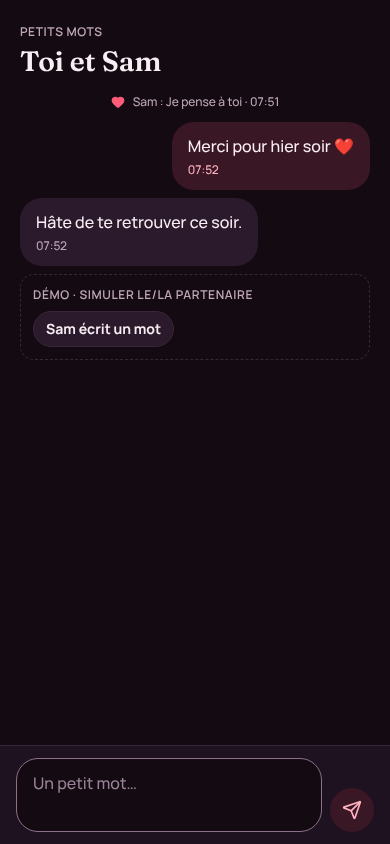 PETITS MOTS
Toi et Sam
Sam : Je pense à toi · 07:51
Merci pour hier soir ❤️
07:52
Hâte de te retrouver ce soir.
07:52
DÉMO · SIMULER LE/LA PARTENAIRE
Sam écrit un mot
Un petit mot…